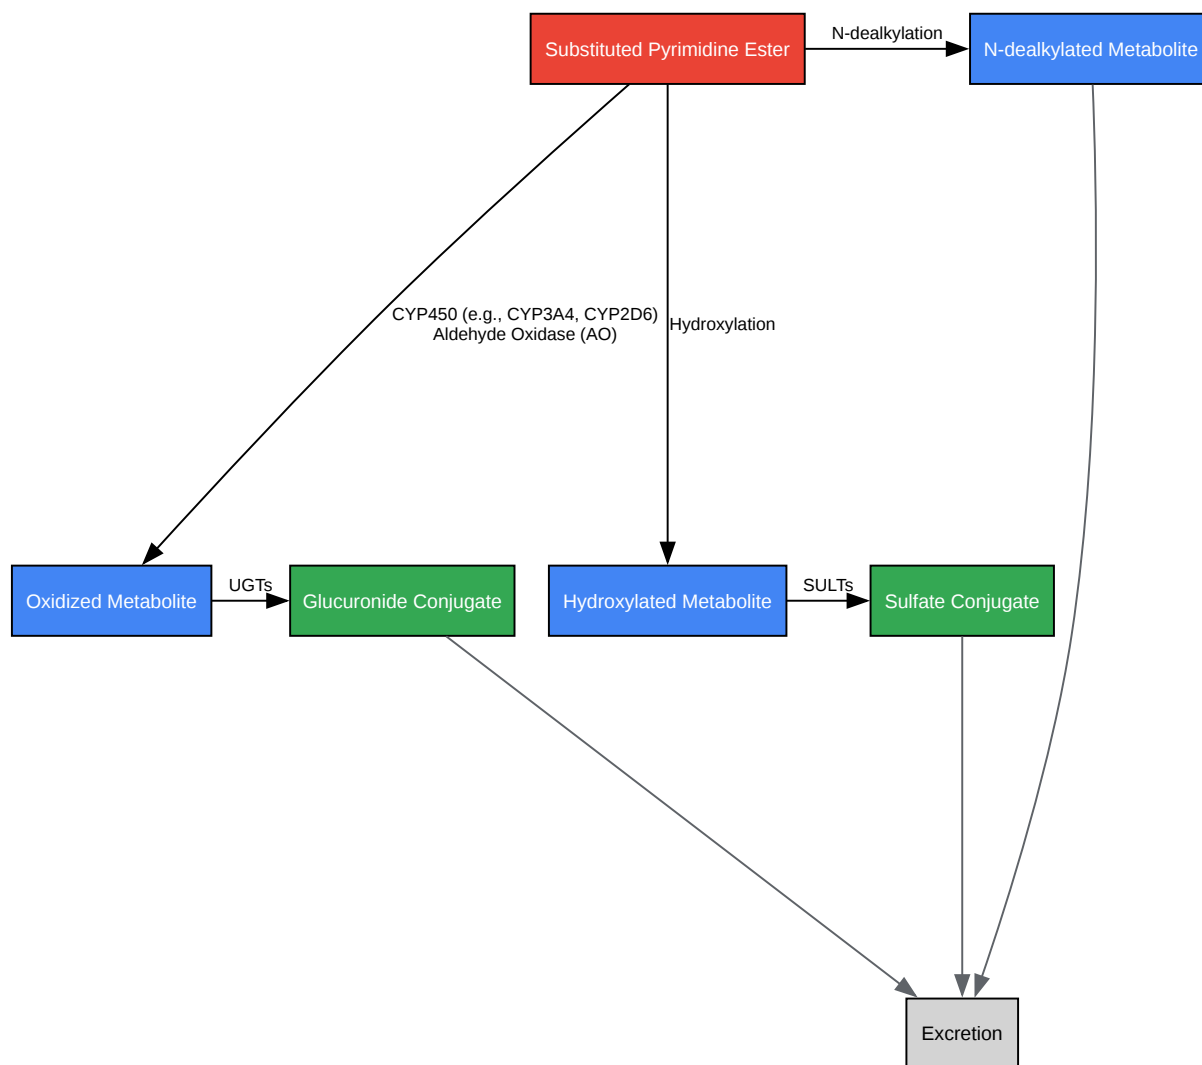 Substituted Pyrimidine Ester
N-dealkylation
N-dealkylated Metabolite
CYP450 (e.g., CYP3A4, CYP2D6)
Aldehyde Oxidase (AO)
Hydroxylation
Oxidized Metabolite
UGTs
Glucuronide Conjugate
Hydroxylated Metabolite
SULTs
Sulfate Conjugate
Excretion